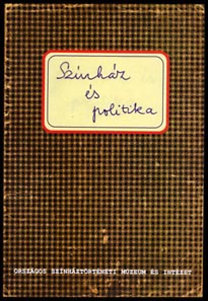 Színház
és
politika
ORSZÁGOS SZÍNHÁZTÖRTÉNETI MÚZEUM ÉS INTÉZET